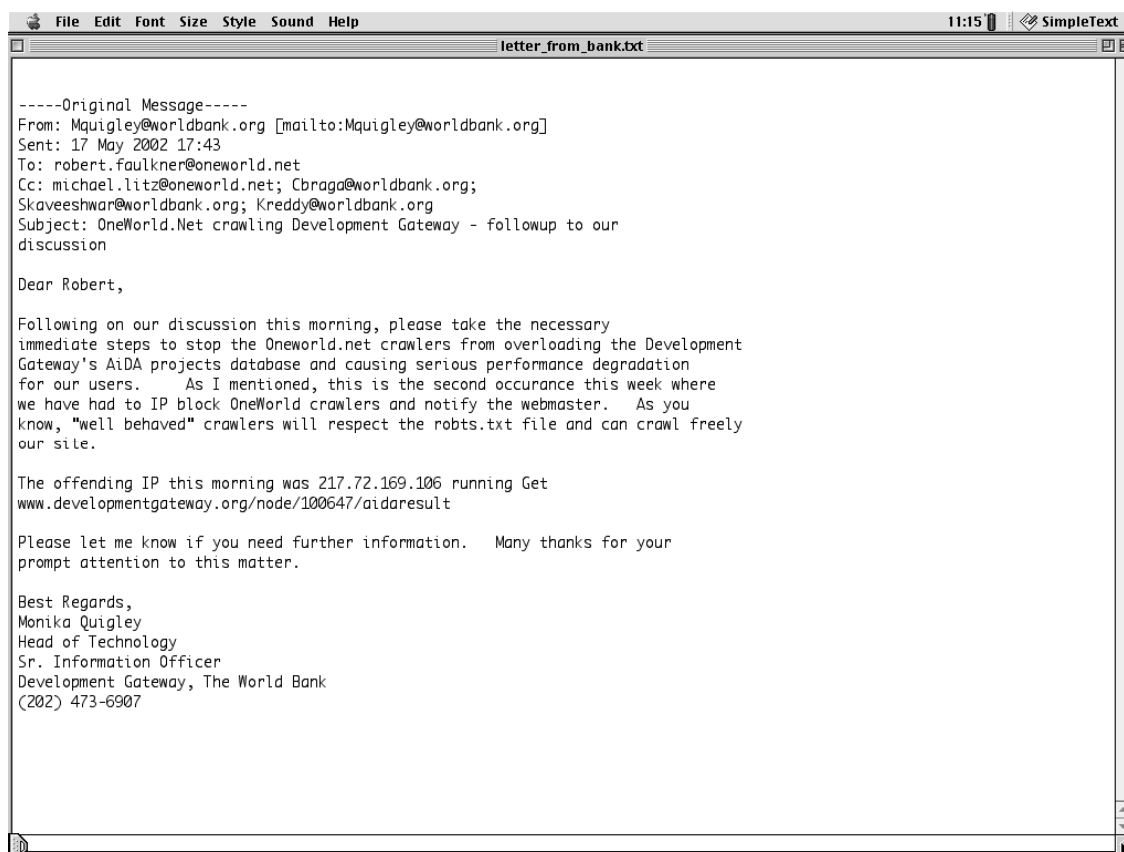 File Edit Font Size Style Sound Help 11:15 SimpleText
letter_from_bank.txt
-----Original Message-----
From: Mquigley@worldbank.org [mailto:Mquigley@worldbank.org]
Sent: 17 May 2002 17:43
To: robert.faulkner@oneworld.net
Cc: michael.litz@oneworld.net; Cbraga@worldbank.org;
Skaveeshwar@worldbank.org; Kreddy@worldbank.org
Subject: OneWorld.Net crawling Development Gateway - followup to our
discussion
Dear Robert,
Following on our discussion this morning, please take the necessary
immediate steps to stop the Oneworld.net crawlers from overloading the Development
Gateway's AiDA projects database and causing serious performance degradation
for our users. As I mentioned, this is the second occurance this week where
we have had to IP block OneWorld crawlers and notify the webmaster. As you
know, "well behaved" crawlers will respect the robts.txt file and can crawl freely
our site.
The offending IP this morning was 217.72.169.106 running Get
www.developmentgateway.org/node/100647/aidaresult
Please let me know if you need further information. Many thanks for your
prompt attention to this matter.
Best Regards,
Monika Quigley
Head of Technology
Sr. Information Officer
Development Gateway, The World Bank
(202) 473-6907